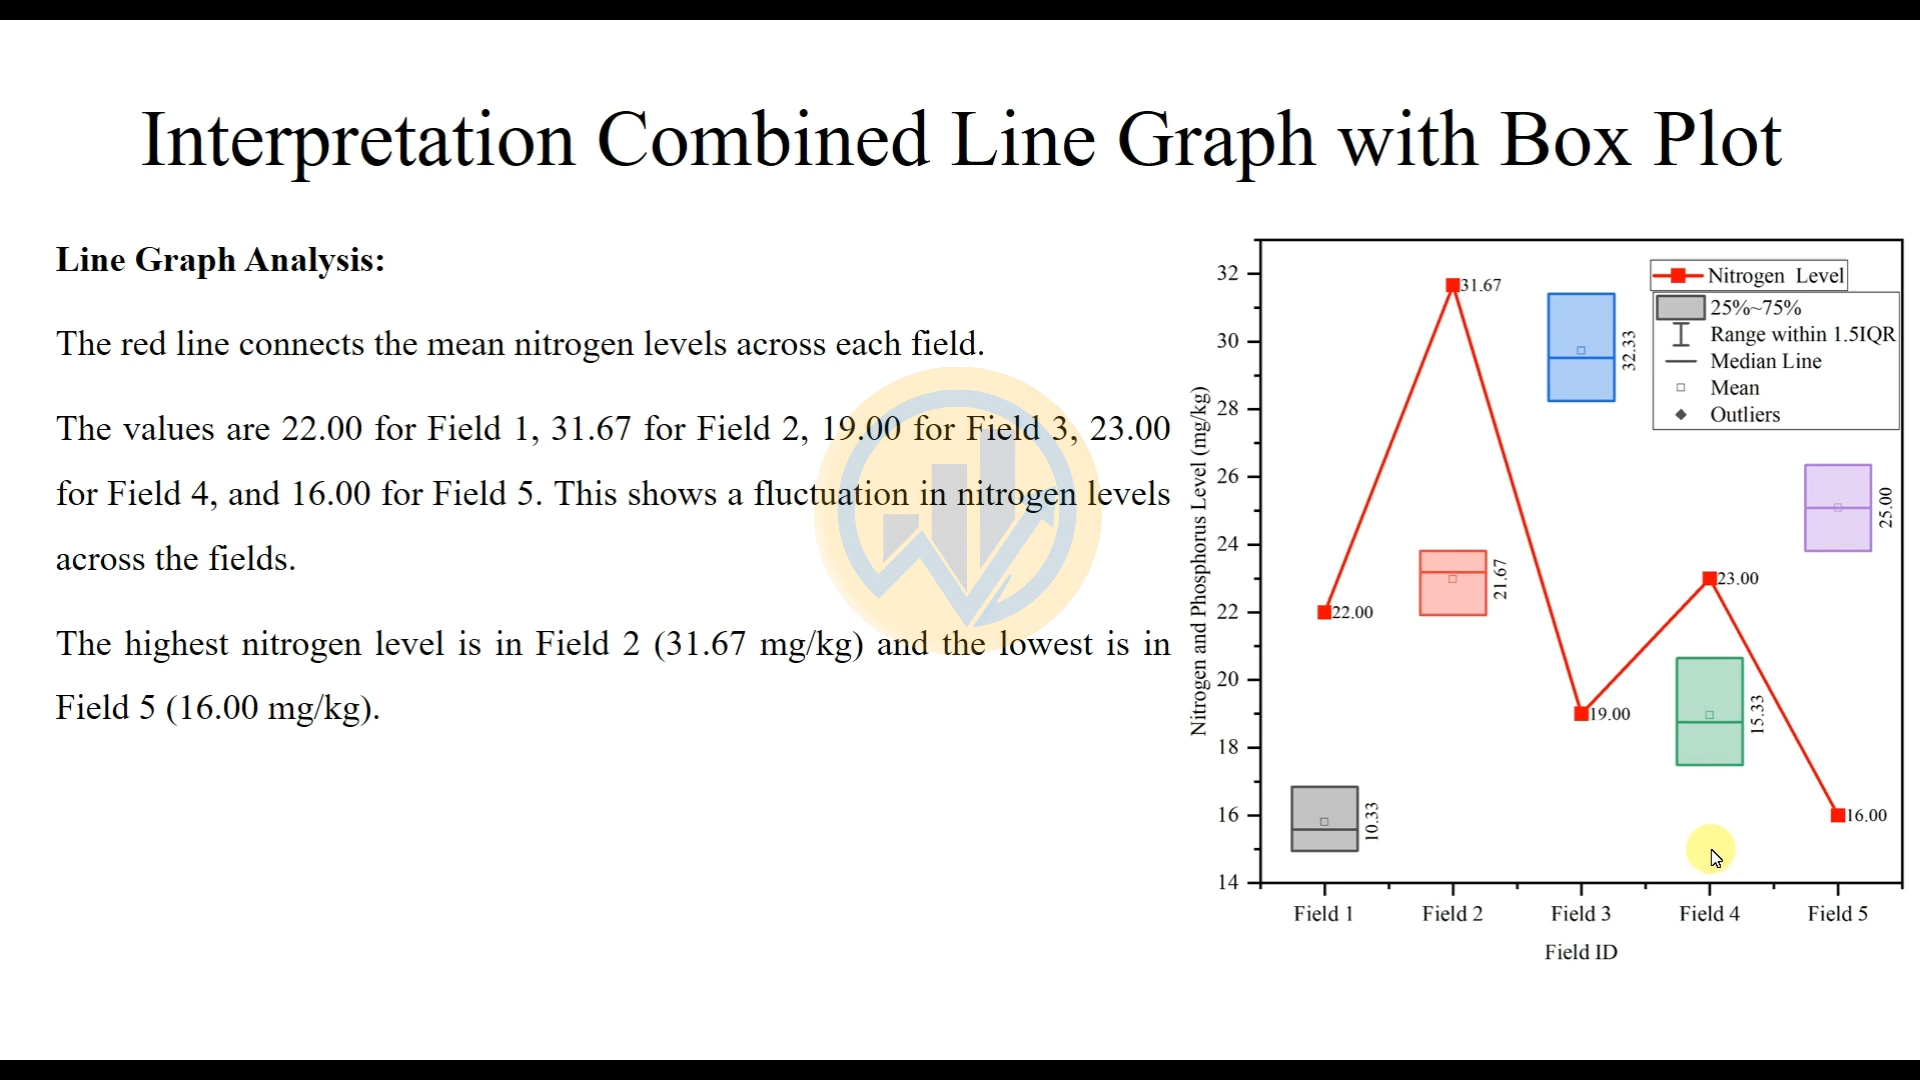 Interpretation Combined Line Graph with Box Plot
Line Graph Analysis:
The red line connects the mean nitrogen levels across each field.
The values are 22.00 for Field 1, 31.67 for Field 2, 19.00 for Field 3, 23.00
for Field 4, and 16.00 for Field 5. This shows a fluctuation in nitrogen levels
across the fields.
The highest nitrogen level is in Field 2 (31.67 mg/kg) and the lowest is in
Field 5 (16.00 mg/kg).
Nitrogen and Phosphorus Level (mg/kg)
32
30
28
26
24
22
20
18
16
14
Nitrogen Level
25%~75%
Range within 1.5IQR
Median Line
Mean
Outliers
31.67
32.33
25.00
21.67
23.00
22.00
19.00
15.33
10.33
16.00
Field 1 Field 2 Field 3 Field 4 Field 5
Field ID